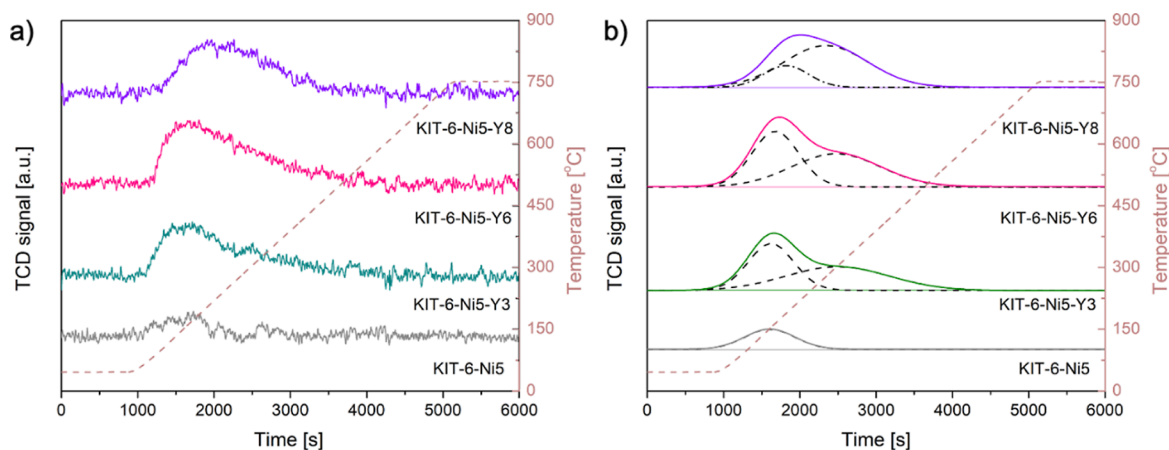 a)
TCD signal [a.u.]
KIT-6-Ni5-Y8
KIT-6-Ni5-Y6
KIT-6-Ni5-Y3
KIT-6-Ni5
0 1000 2000 3000 4000 5000 6000
Time [s]
900
750
600
450
300
150
0
Temperature [°C]
b)
TCD signal [a.u.]
KIT-6-Ni5-Y8
KIT-6-Ni5-Y6
KIT-6-Ni5-Y3
KIT-6-Ni5
0 1000 2000 3000 4000 5000 6000
Time [s]
900
750
600
450
300
150
0
Temperature [°C]